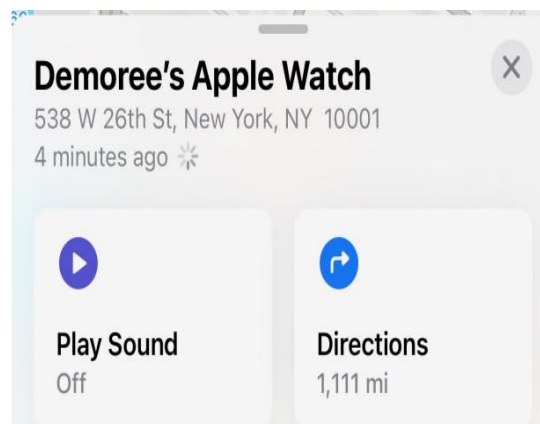 Demoree's Apple Watch
538 W 26th St, New York, NY 10001
4 minutes ago
Play Sound
Off
Directions
1,111 mi